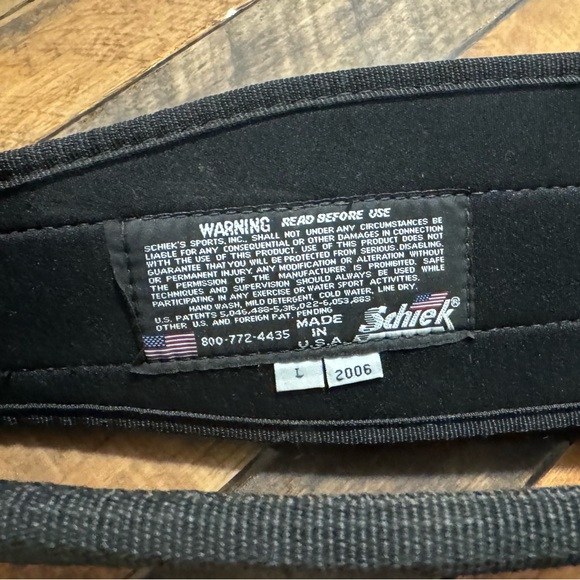 WARNING READ BEFORE USE
SCHIEK'S SPORTS, INC., SHALL NOT UNDER ANY CIRCUMSTANCES BE
LIABLE FOR ANY CONSEQUENTIAL OR OTHER DAMAGES IN CONNECTION
WITH THE USE OF THIS PRODUCT. USE OF THIS PRODUCT DOES NOT
GUARANTEE THAT YOU WILL BE PROTECTED FROM SERIOUS, DISABLING,
OR PERMANENT INJURY. ANY MODIFICATION OR ALTERATION WITHOUT
THE PERMISSION OF THE MANUFACTURER IS PROHIBITED. SAFE
TECHNIQUES AND SUPERVISION SHOULD ALWAYS BE USED WHILE
PARTICIPATING IN ANY EXERCISE OR WATER SPORT ACTIVITIES.
HAND WASH, MILD DETERGENT, COLD WATER, LINE DRY.
U.S. PATENTS 5,046,488-5,316,022-6,053,883
OTHER U.S. AND FOREIGN PAT. PENDING
800-772-4435
MADE
IN
U.S.A.
Schiek®
L
2006